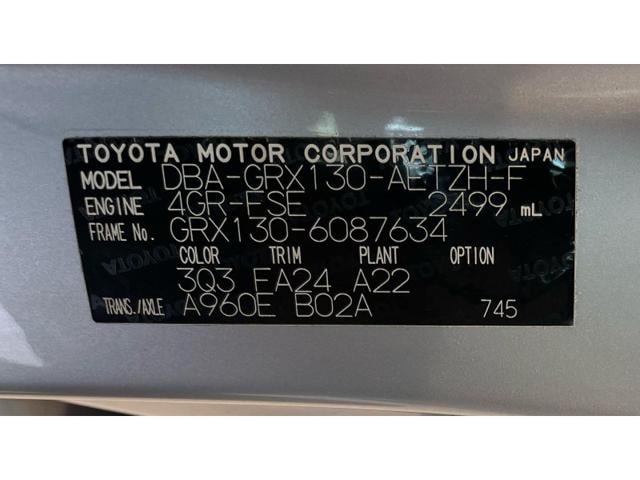 TOYOTA MOTOR CORPORATION JAPAN
MODEL DBA-GRX130-AETZH-F
ENGINE 4GR-FSE 2499 mL
FRAME No. GRX130-6087634
COLOR TRIM PLANT OPTION
3Q3 FA24 A22
TRANS./AXLE A960E B02A 745